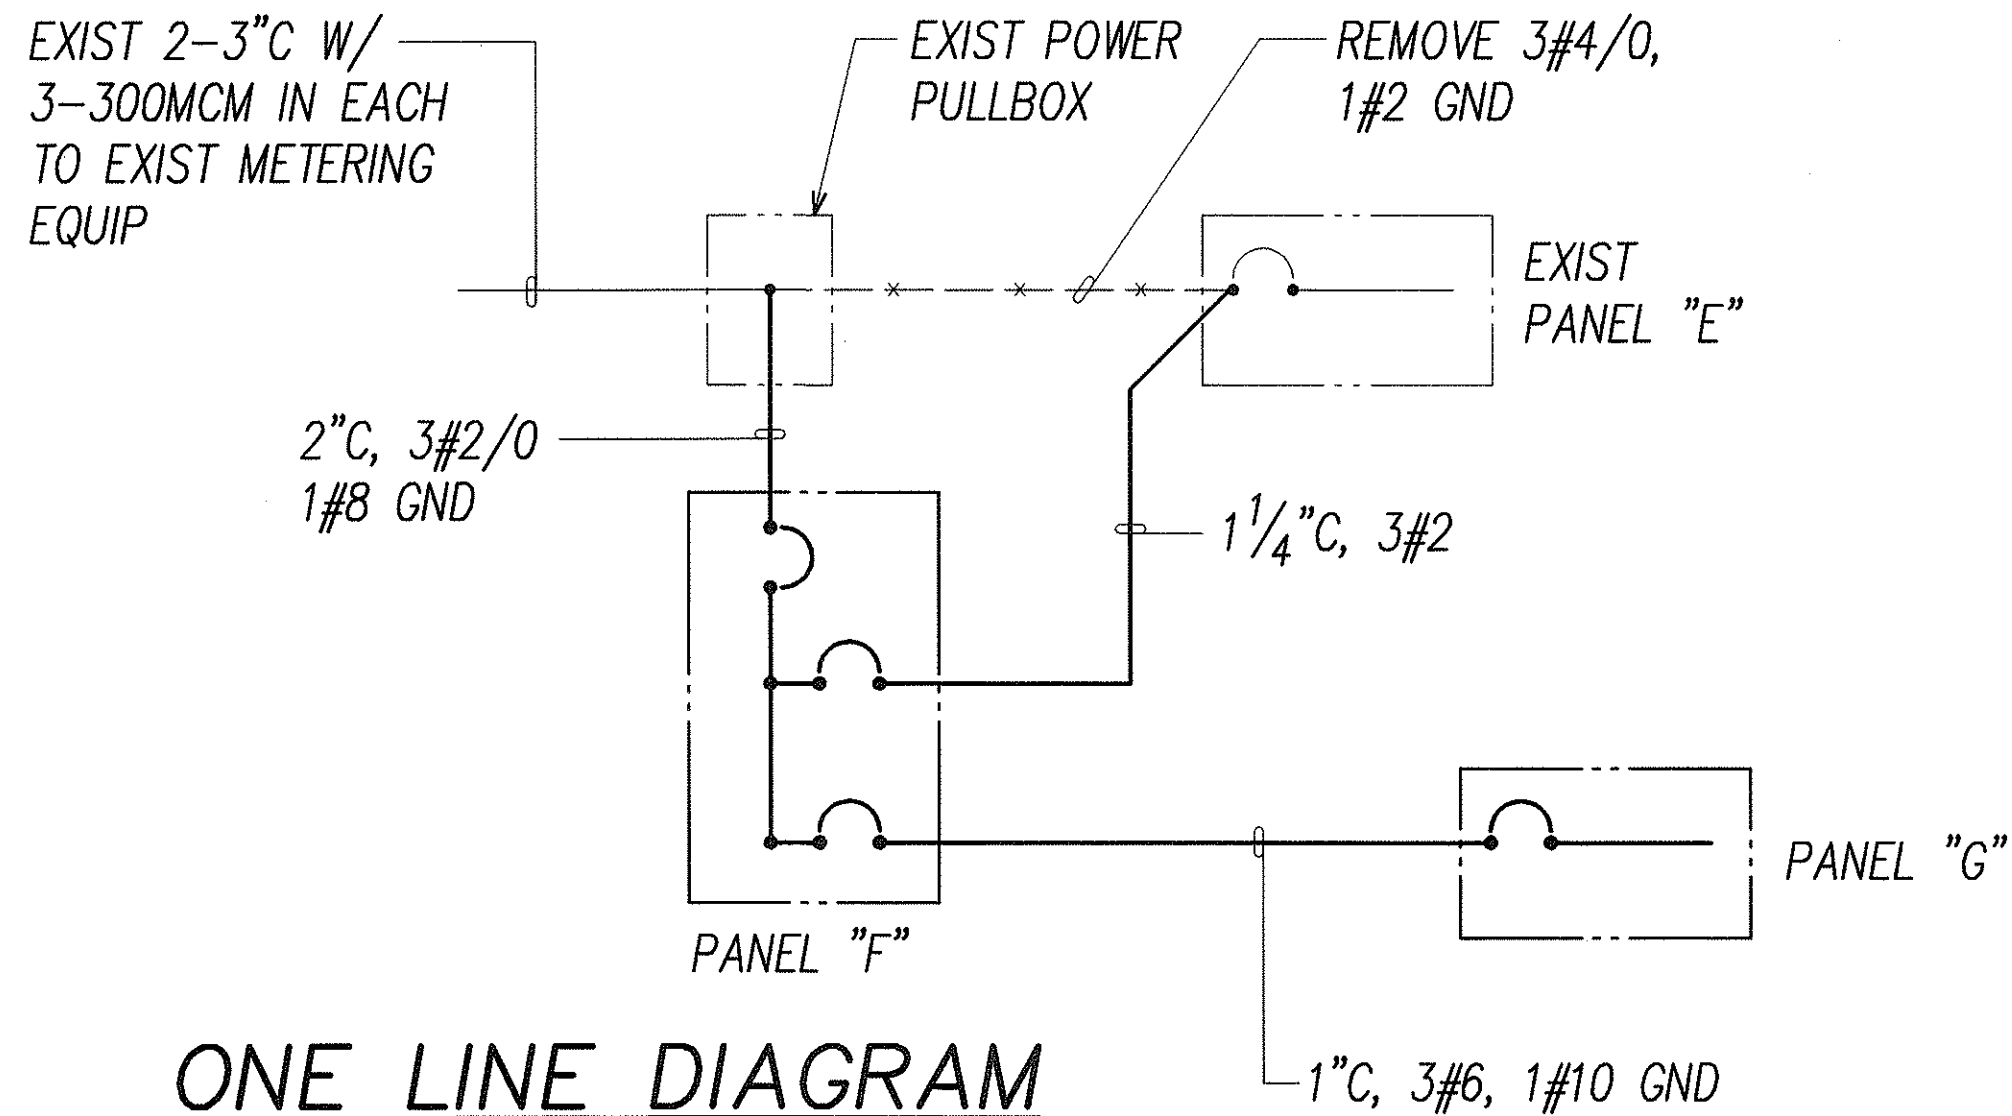 EXIST 2-3"C W/
3-300MCM IN EACH
TO EXIST METERING
EQUIP
EXIST POWER
PULLBOX
REMOVE 3#4/0,
1#2 GND
EXIST
PANEL "E"
2"C, 3#2/0
1#8 GND
1 1/4"C, 3#2
PANEL "G"
PANEL "F"
1"C, 3#6, 1#10 GND
ONE LINE DIAGRAM